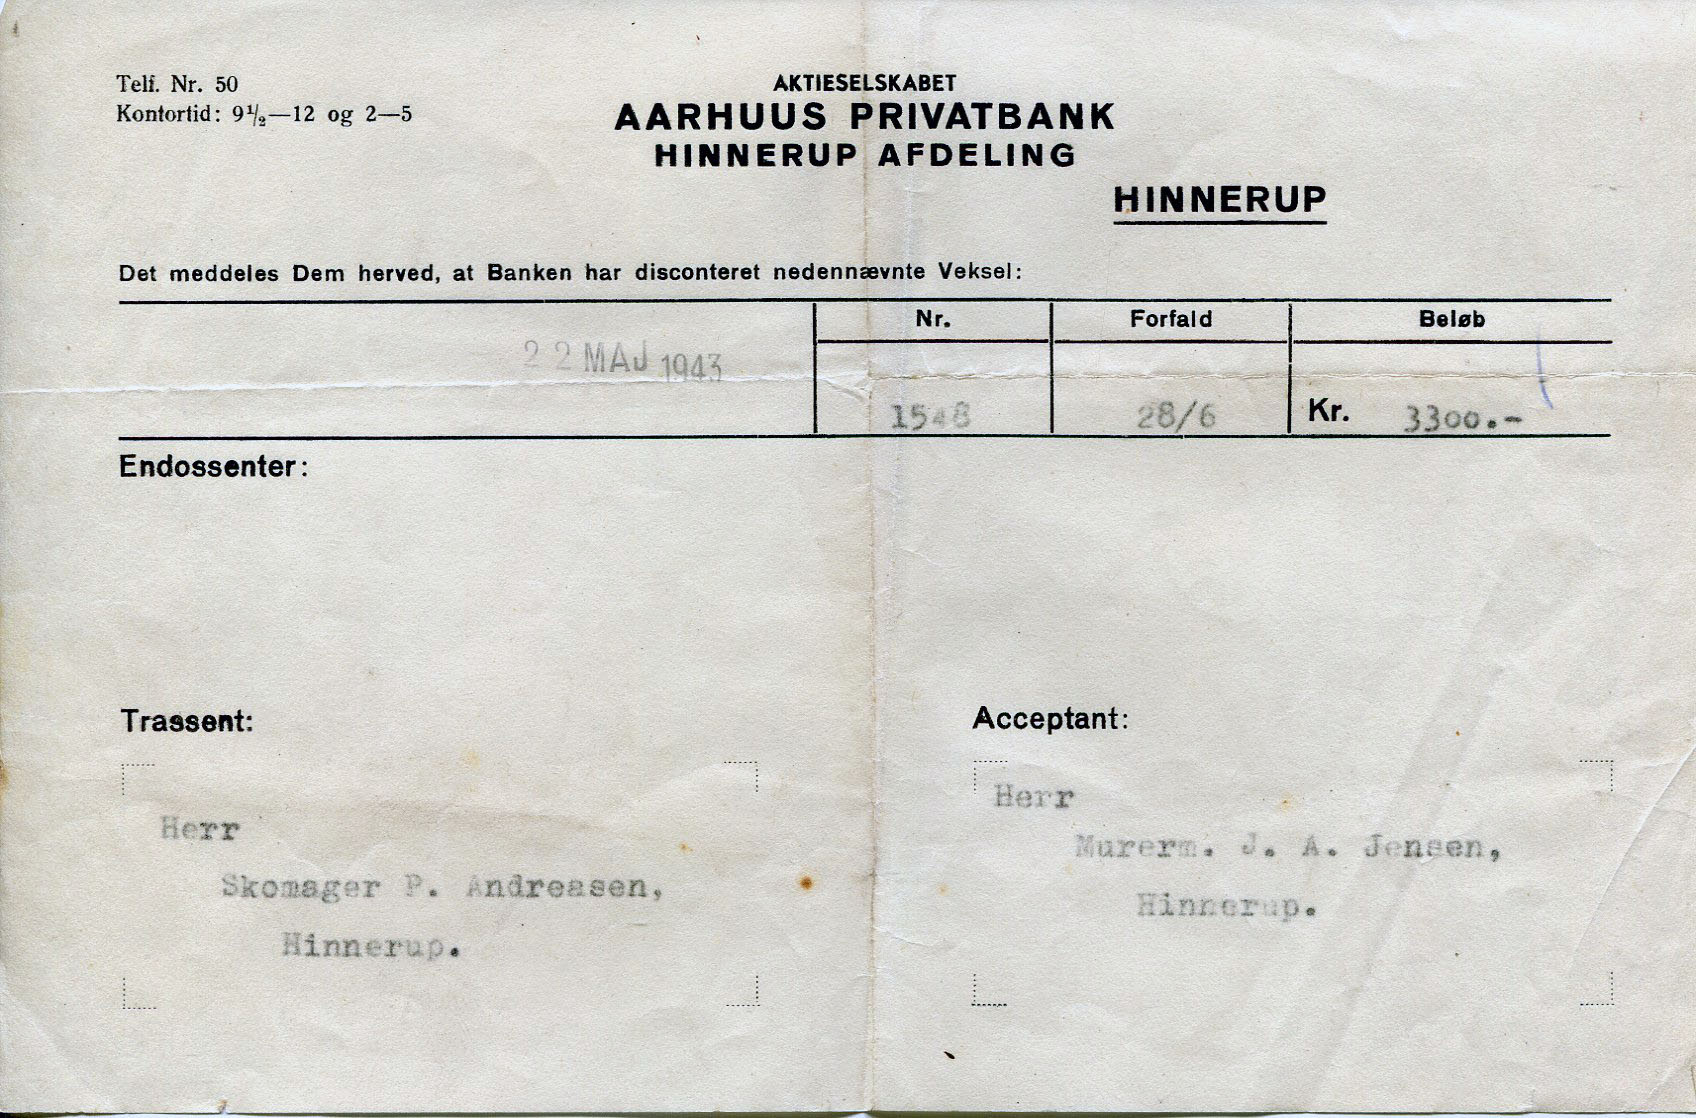 Telf. Nr. 50
Kontortid: 9½—12 og 2—5
AKTIESELSKABET
AARHUUS PRIVATBANK
HINNERUP AFDELING
HINNERUP
Det meddeles Dem herved, at Banken har disconteret nedennævnte Veksel:
Nr. Forfald Beløb
22 MAJ 1943
1548 28/6 Kr. 3300.-
Endossenter:
Trassent:
Herr
Skomager P. Andreasen,
Hinnerup.
Acceptant:
Herr
Murerm. J. A. Jensen,
Hinnerup.